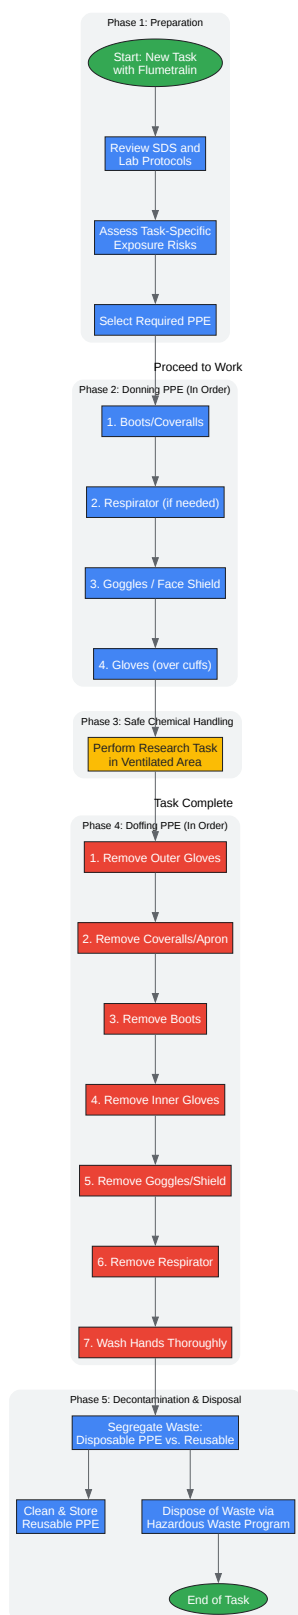 Phase 1: Preparation
Start: New Task
with Flumetralin
Review SDS and
Lab Protocols
Assess Task-Specific
Exposure Risks
Select Required PPE
Proceed to Work
Phase 2: Donning PPE (In Order)
1. Boots/Coveralls
2. Respirator (if needed)
3. Goggles / Face Shield
4. Gloves (over cuffs)
Phase 3: Safe Chemical Handling
Perform Research Task
in Ventilated Area
Task Complete
Phase 4: Doffing PPE (In Order)
1. Remove Outer Gloves
2. Remove Coveralls/Apron
3. Remove Boots
4. Remove Inner Gloves
5. Remove Goggles/Shield
6. Remove Respirator
7. Wash Hands Thoroughly
Phase 5: Decontamination & Disposal
Segregate Waste:
Disposable PPE vs. Reusable
Clean & Store
Reusable PPE
Dispose of Waste via
Hazardous Waste Program
End of Task